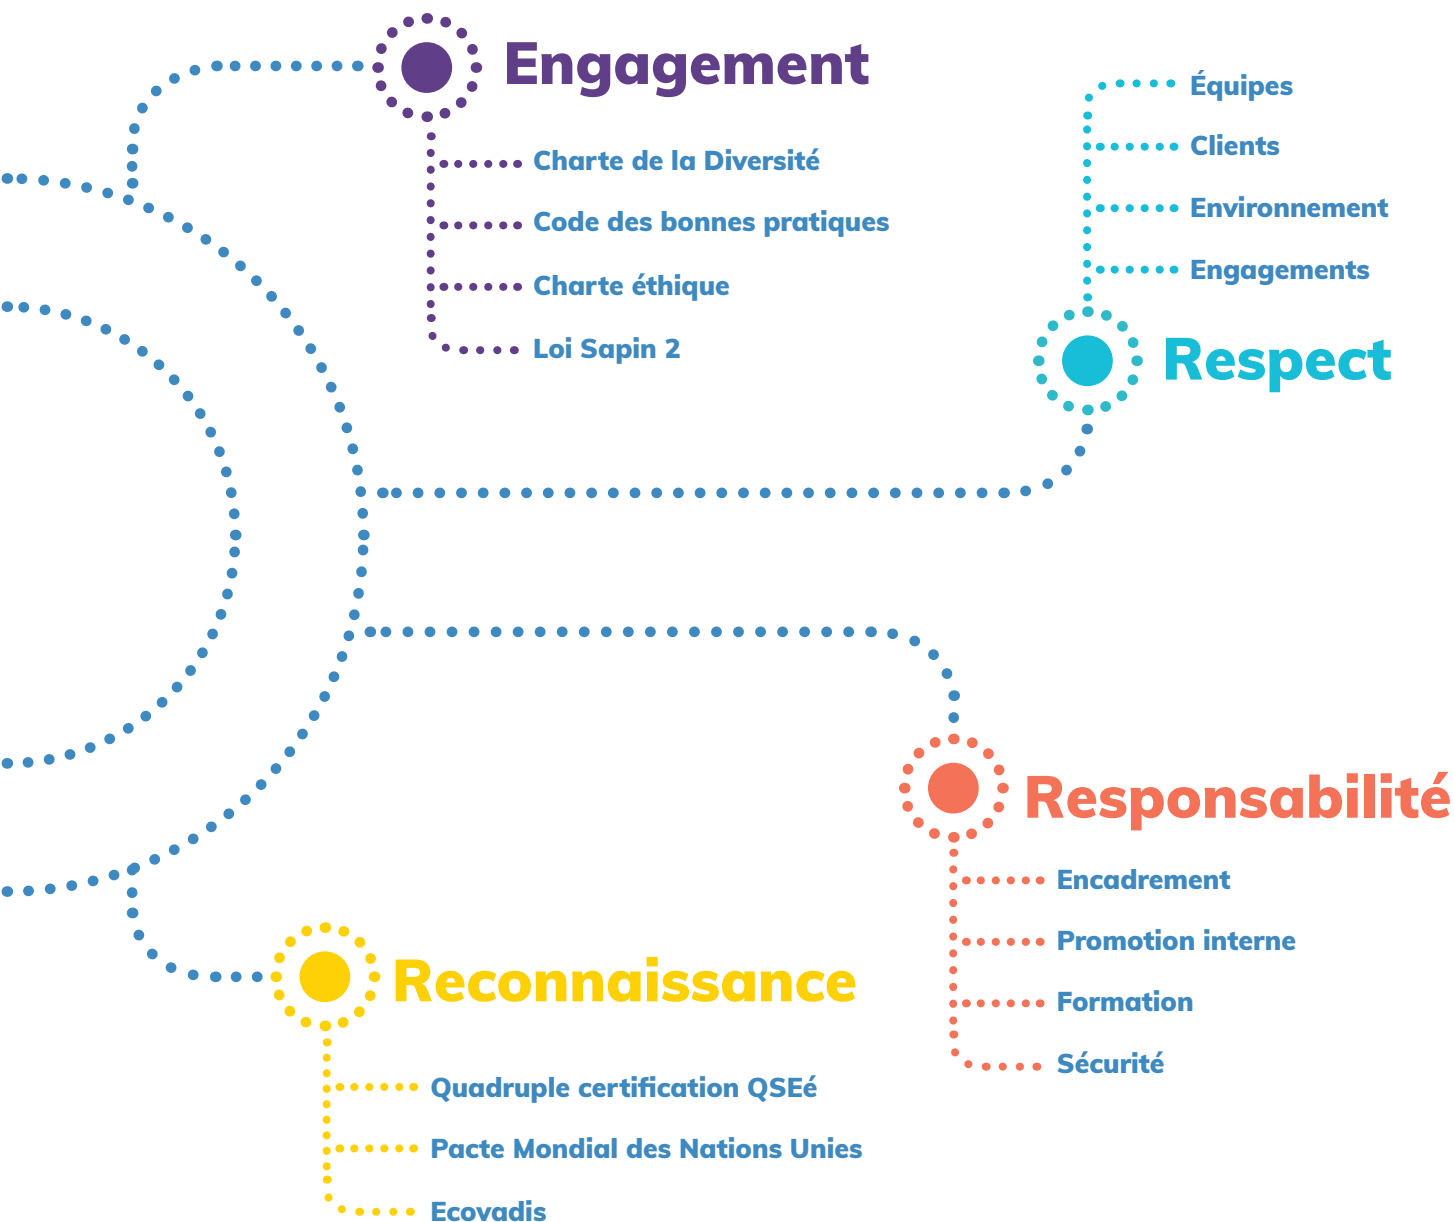 Engagement
Charte de la Diversité
Code des bonnes pratiques
Charte éthique
Loi Sapin 2
Équipes
Clients
Environnement
Engagements
Respect
Responsabilité
Encadrement
Promotion interne
Formation
Sécurité
Reconnaissance
Quadruple certification QSEé
Pacte Mondial des Nations Unies
Ecovadis